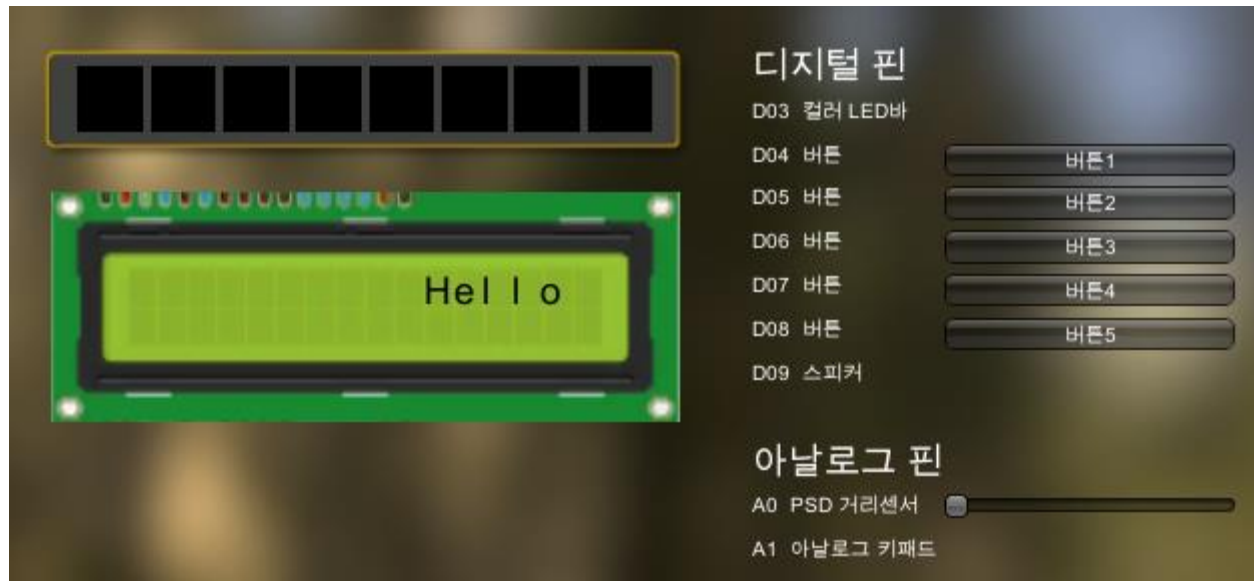 Hello
디지털 핀
D03 컬러 LED바
D04 버튼 버튼1
D05 버튼 버튼2
D06 버튼 버튼3
D07 버튼 버튼4
D08 버튼 버튼5
D09 스피커
아날로그 핀
A0 PSD 거리센서
A1 아날로그 키패드